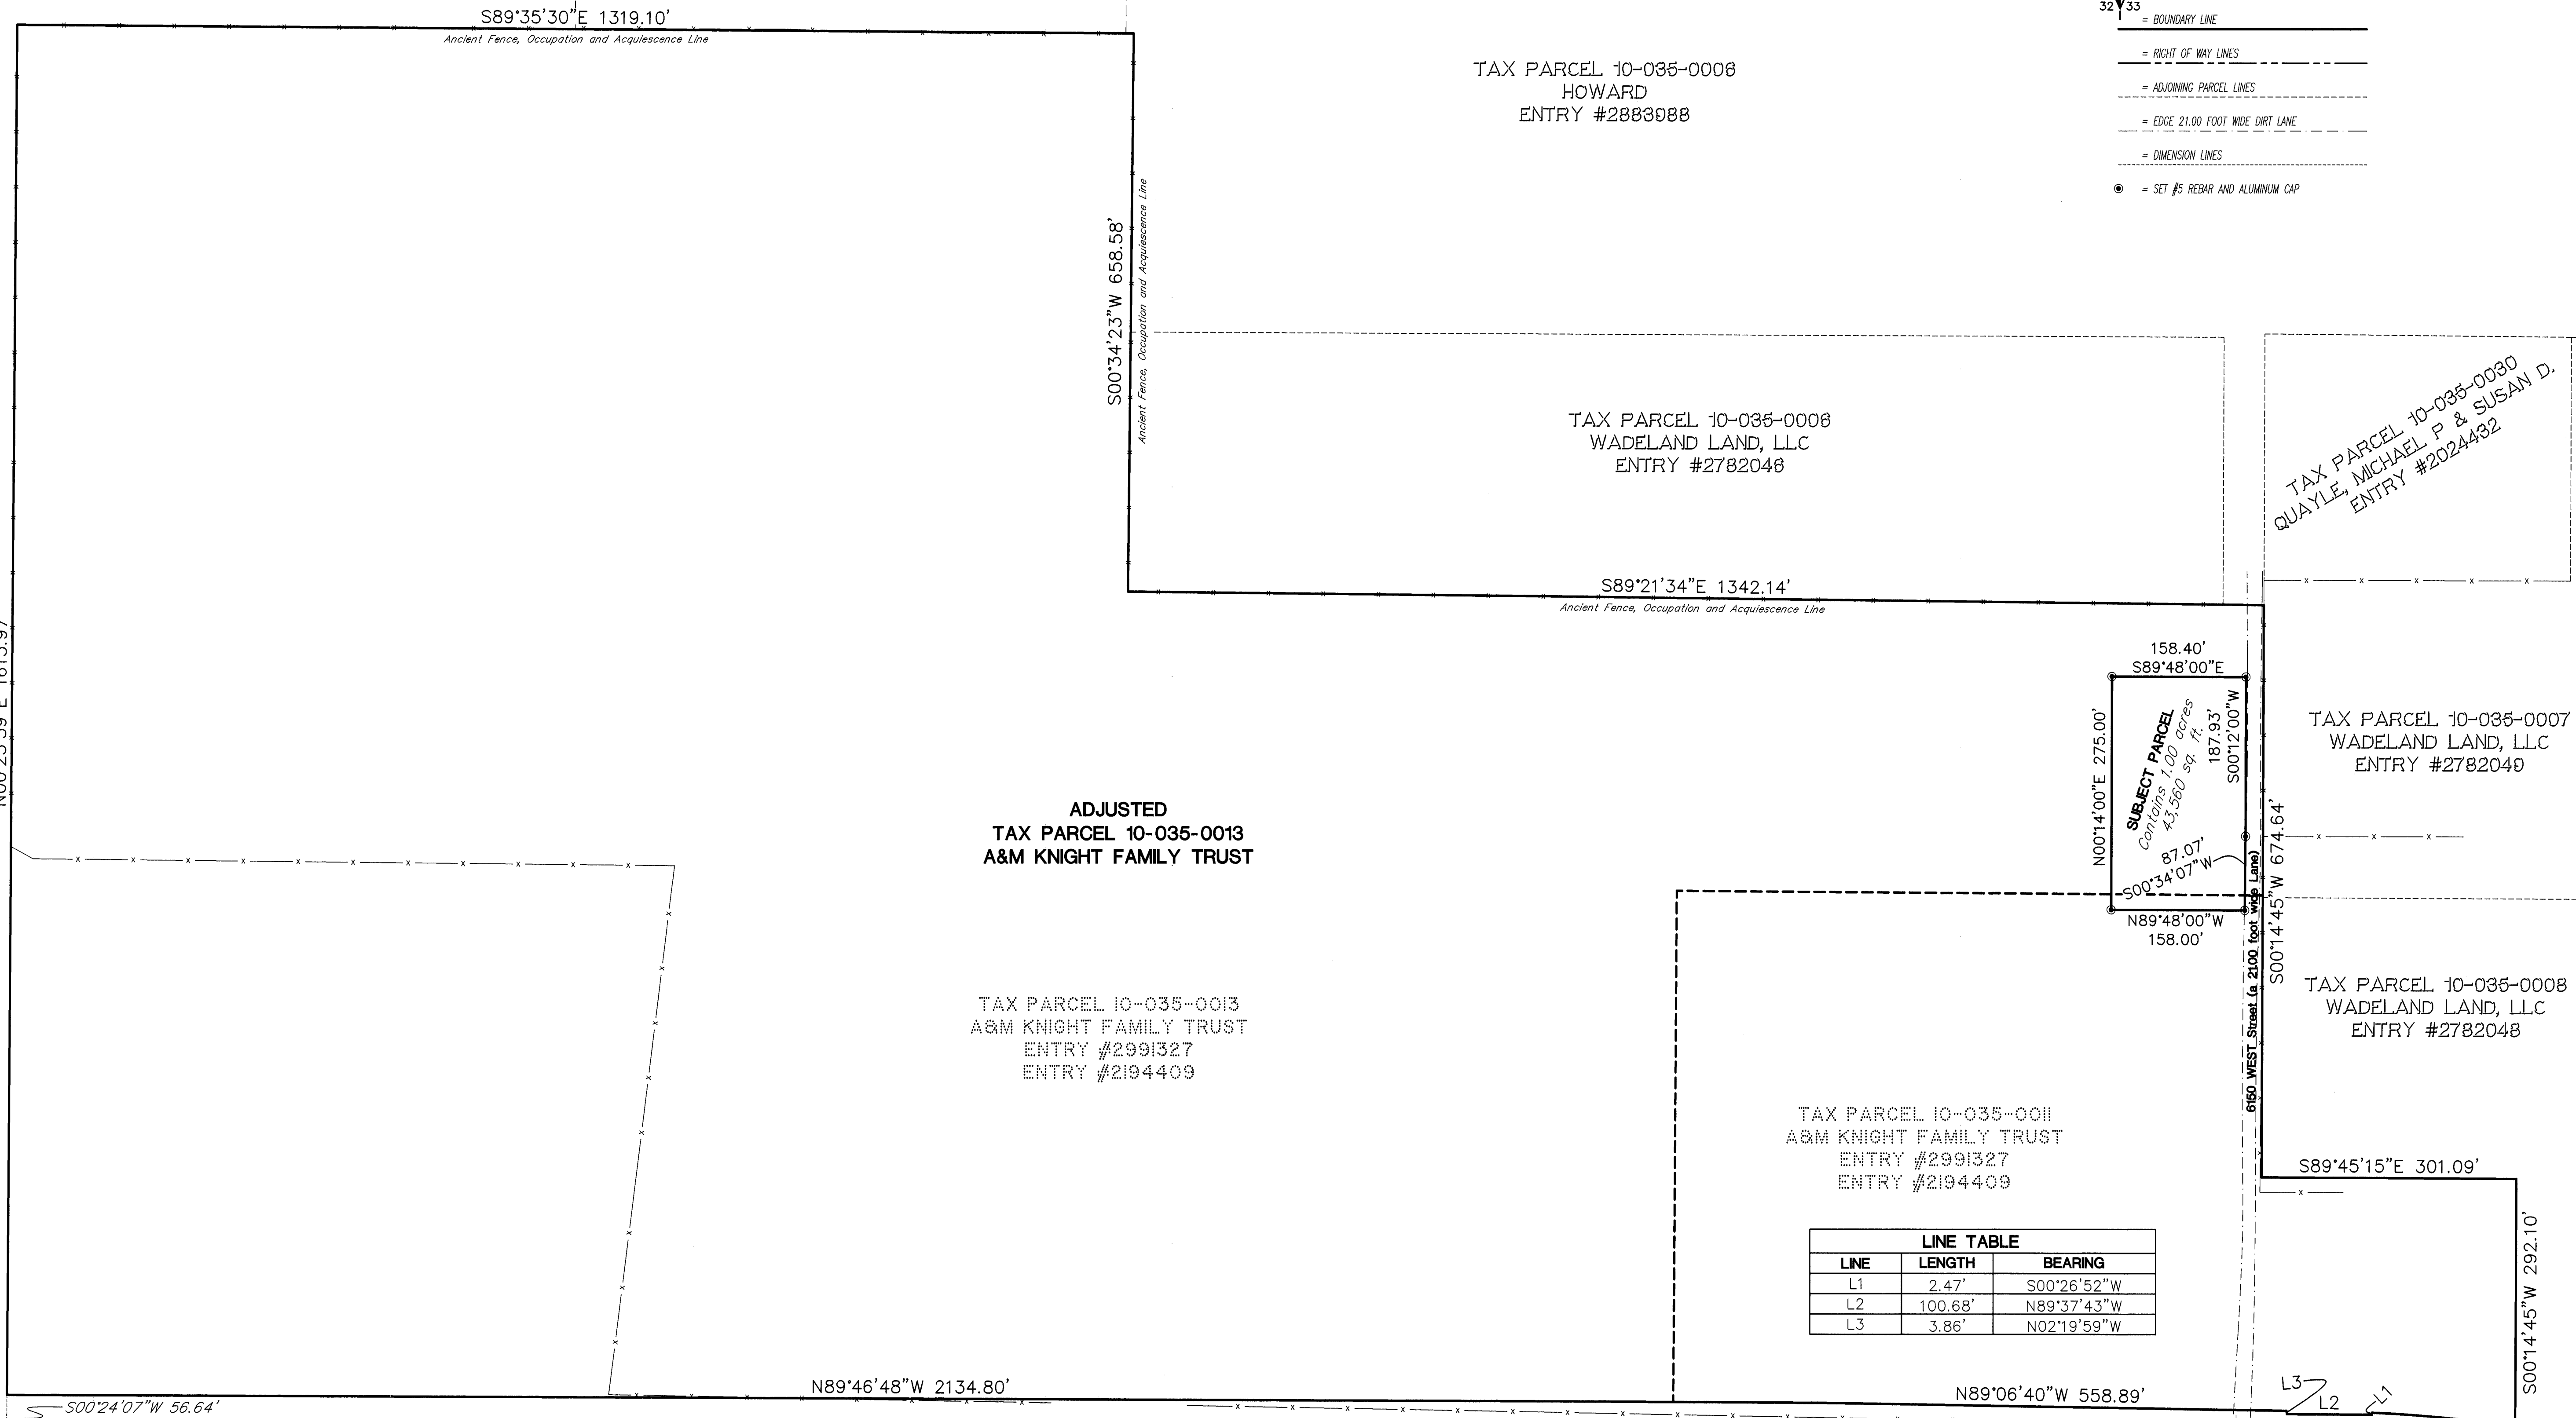 S89°35'30"E 1319.10'
Ancient Fence, Occupation and Acquiescence Line
32 33
= BOUNDARY LINE
= RIGHT OF WAY LINES
= ADJOINING PARCEL LINES
= EDGE 21.00 FOOT WIDE DIRT LANE
= DIMENSION LINES
= SET #5 REBAR AND ALUMINUM CAP
TAX PARCEL 10-035-0006
HOWARD
ENTRY #2883088
S00°34'23"W 658.58'
Ancient Fence, Occupation and Acquiescence Line
TAX PARCEL 10-035-0006
WADELAND LAND, LLC
ENTRY #2782046
TAX PARCEL 10-035-0030
QUAYLE, MICHAEL P & SUSAN D.
ENTRY #2024432
S89°21'34"E 1342.14'
Ancient Fence, Occupation and Acquiescence Line
158.40'
S89°48'00"E
N00°14'00"E 275.00'
SUBJECT PARCEL
Contains 1.00 acres
43,560 sq. ft.
187.93'
S00°12'00"W
87.07'
S00°34'07"W
N89°48'00"W
158.00'
TAX PARCEL 10-035-0007
WADELAND LAND, LLC
ENTRY #2782049
S00°14'45"W 674.64'
6150 WEST Street (a 21.00 foot wide Lane)
ADJUSTED
TAX PARCEL 10-035-0013
A&M KNIGHT FAMILY TRUST
TAX PARCEL 10-035-0013
A&M KNIGHT FAMILY TRUST
ENTRY #2991327
ENTRY #2194409
TAX PARCEL 10-035-0008
WADELAND LAND, LLC
ENTRY #2782048
TAX PARCEL 10-035-0011
A&M KNIGHT FAMILY TRUST
ENTRY #2991327
ENTRY #2194409
S89°45'15"E 301.09'
S00°14'45"W 292.10'
LINE TABLE
LINE LENGTH BEARING
L1 2.47' S00°26'52"W
L2 100.68' N89°37'43"W
L3 3.86' N02°19'59"W
N89°46'48"W 2134.80'
N89°06'40"W 558.89'
L3
L2
L1
S00°24'07"W 56.64'